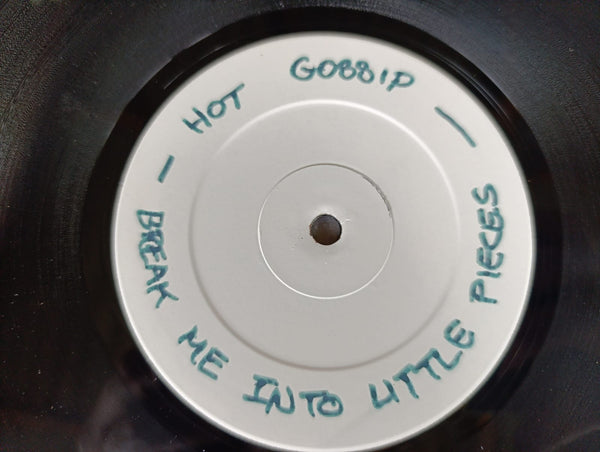 HOT GOSSIP
BREAK ME INTO LITTLE PIECES